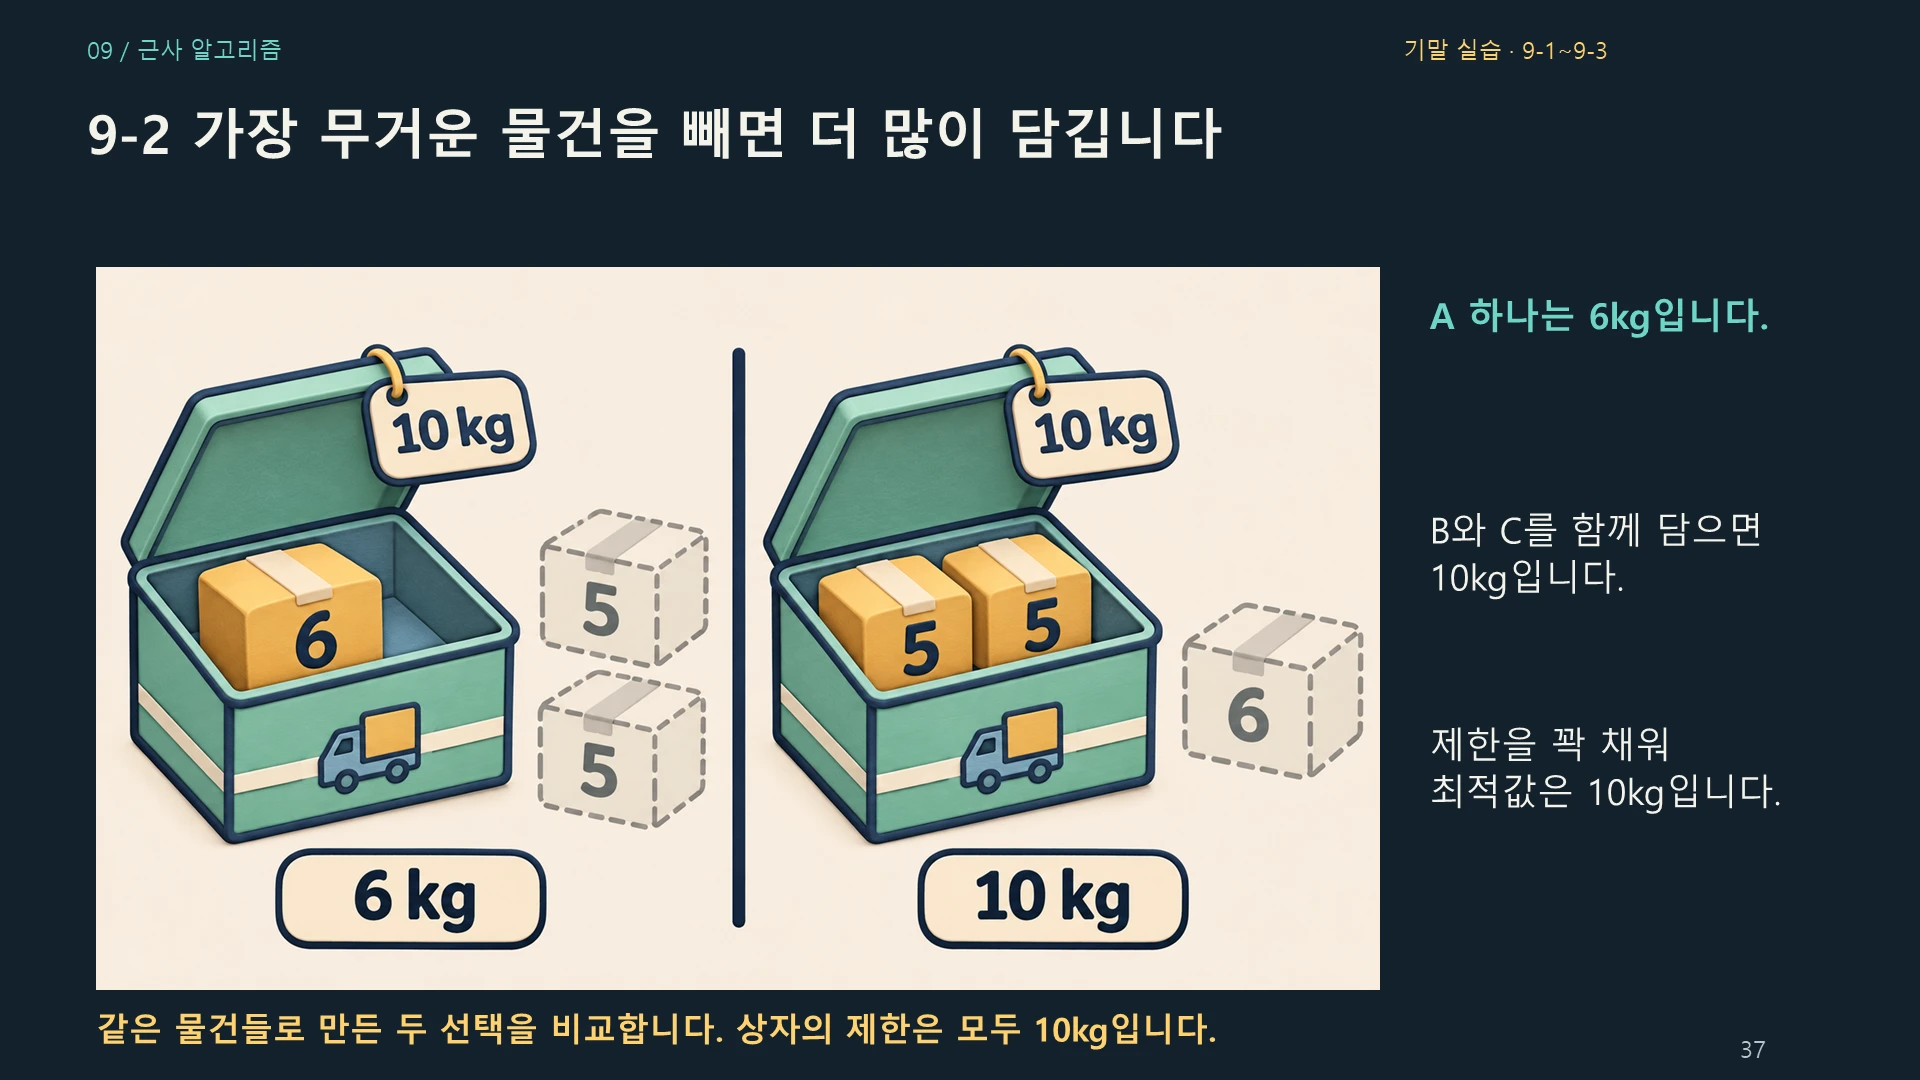 09 / 근사 알고리즘
기말 실습 · 9-1~9-3
9-2 가장 무거운 물건을 빼면 더 많이 담깁니다
10 kg
6
5
5
6 kg
10 kg
5
5
6
10 kg
A 하나는 6kg입니다.
B와 C를 함께 담으면
10kg입니다.
제한을 꽉 채워
최적값은 10kg입니다.
같은 물건들로 만든 두 선택을 비교합니다. 상자의 제한은 모두 10kg입니다.
37